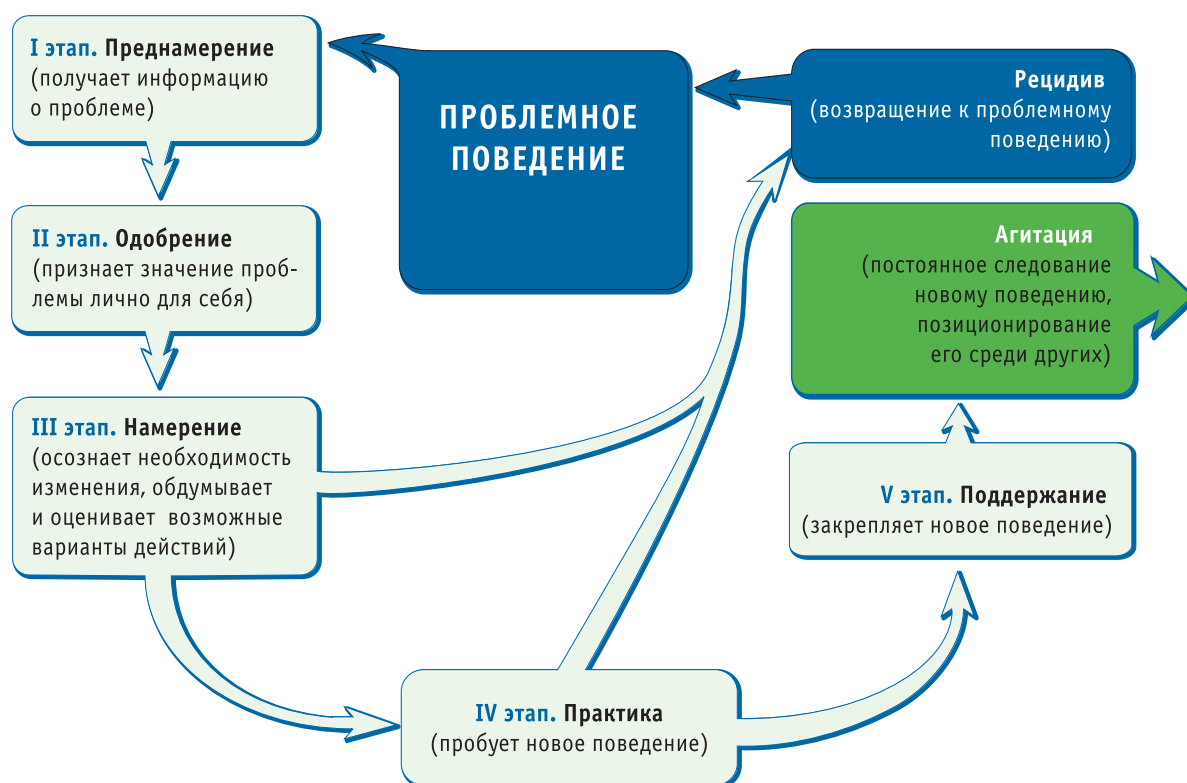 I этап. Преднамерение
(получает информацию
о проблеме)
ПРОБЛЕМНОЕ
ПОВЕДЕНИЕ
Рецидив
(возвращение к проблемному
поведению)
II этап. Одобрение
(признает значение проб-
лемы лично для себя)
Агитация
(постоянное следование
новому поведению,
позиционирование
его среди других)
III этап. Намерение
(осознает необходимость
изменения, обдумывает
и оценивает возможные
варианты действий)
V этап. Поддержание
(закрепляет новое поведение)
IV этап. Практика
(пробует новое поведение)